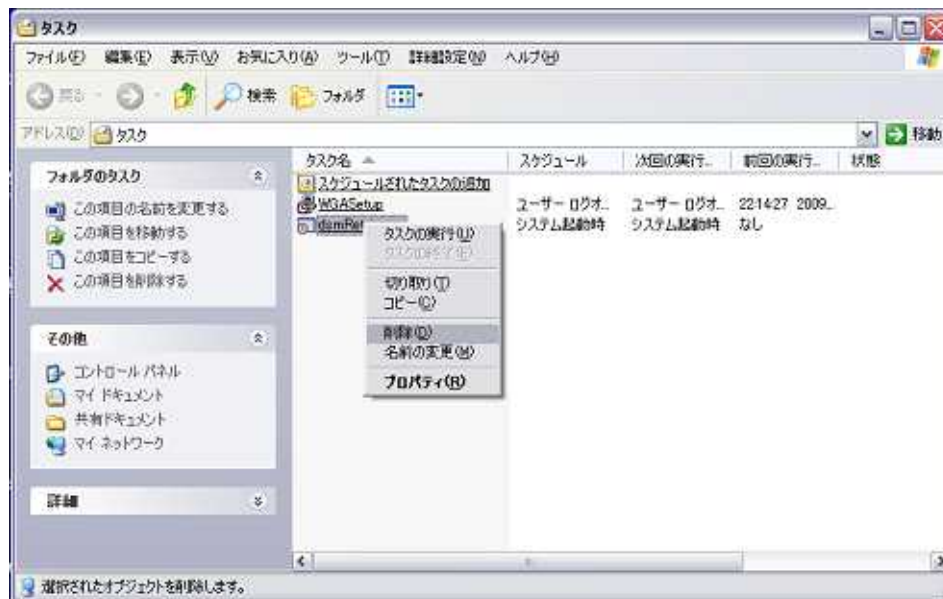 タスク
ファイル(F) 編集(E) 表示(V) お気に入り(A) ツール(T) 詳細設定(N) ヘルプ(H)
戻る 検索 フォルダ
アドレス(D) タスク 移動
フォルダのタスク
この項目の名前を変更する
この項目を移動する
この項目をコピーする
この項目を削除する
その他
コントロール パネル
マイ ドキュメント
共有ドキュメント
マイ ネットワーク
詳細
タスク名 スケジュール 次回の実行... 前回の実行... 状態
スケジュールされたタスクの追加
WGASetup ユーザー ログオ... ユーザー ログオ... 22:14:27 2009...
システム起動時 システム起動時 なし
タスクの実行(U)
タスクの終了(E)
切り取り(T)
コピー(C)
削除(D)
名前の変更(M)
プロパティ(R)
選択されたオブジェクトを削除します。